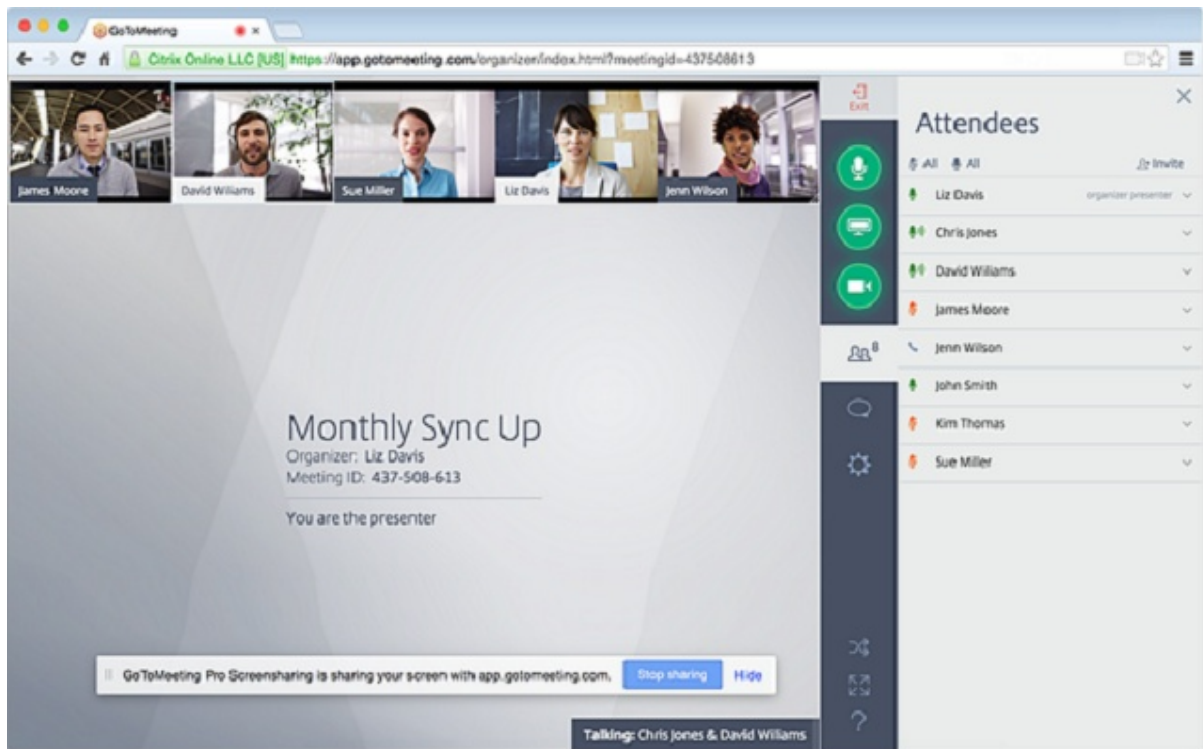 GoToMeeting
Citrix Online LLC [US] https://app.gotomeeting.com/organizer/index.html?meetingid=437508613
James Moore
David Wiliams
Sue Miller
Liz Davis
Jenn Wilson
Monthly Sync Up
Organizer: Liz Davis
Meeting ID: 437-508-613
You are the presenter
GoToMeeting Pro Screensharing is sharing your screen with app.gotomeeting.com.
Stop sharing
Hide
Talking: Chris Jones & David Wiliams
Exit
8
?
Attendees
All All Invite
Liz Davis organizer presenter
Chris Jones
David Wiliams
James Moore
Jenn Wilson
John Smith
Kim Thomas
Sue Miller